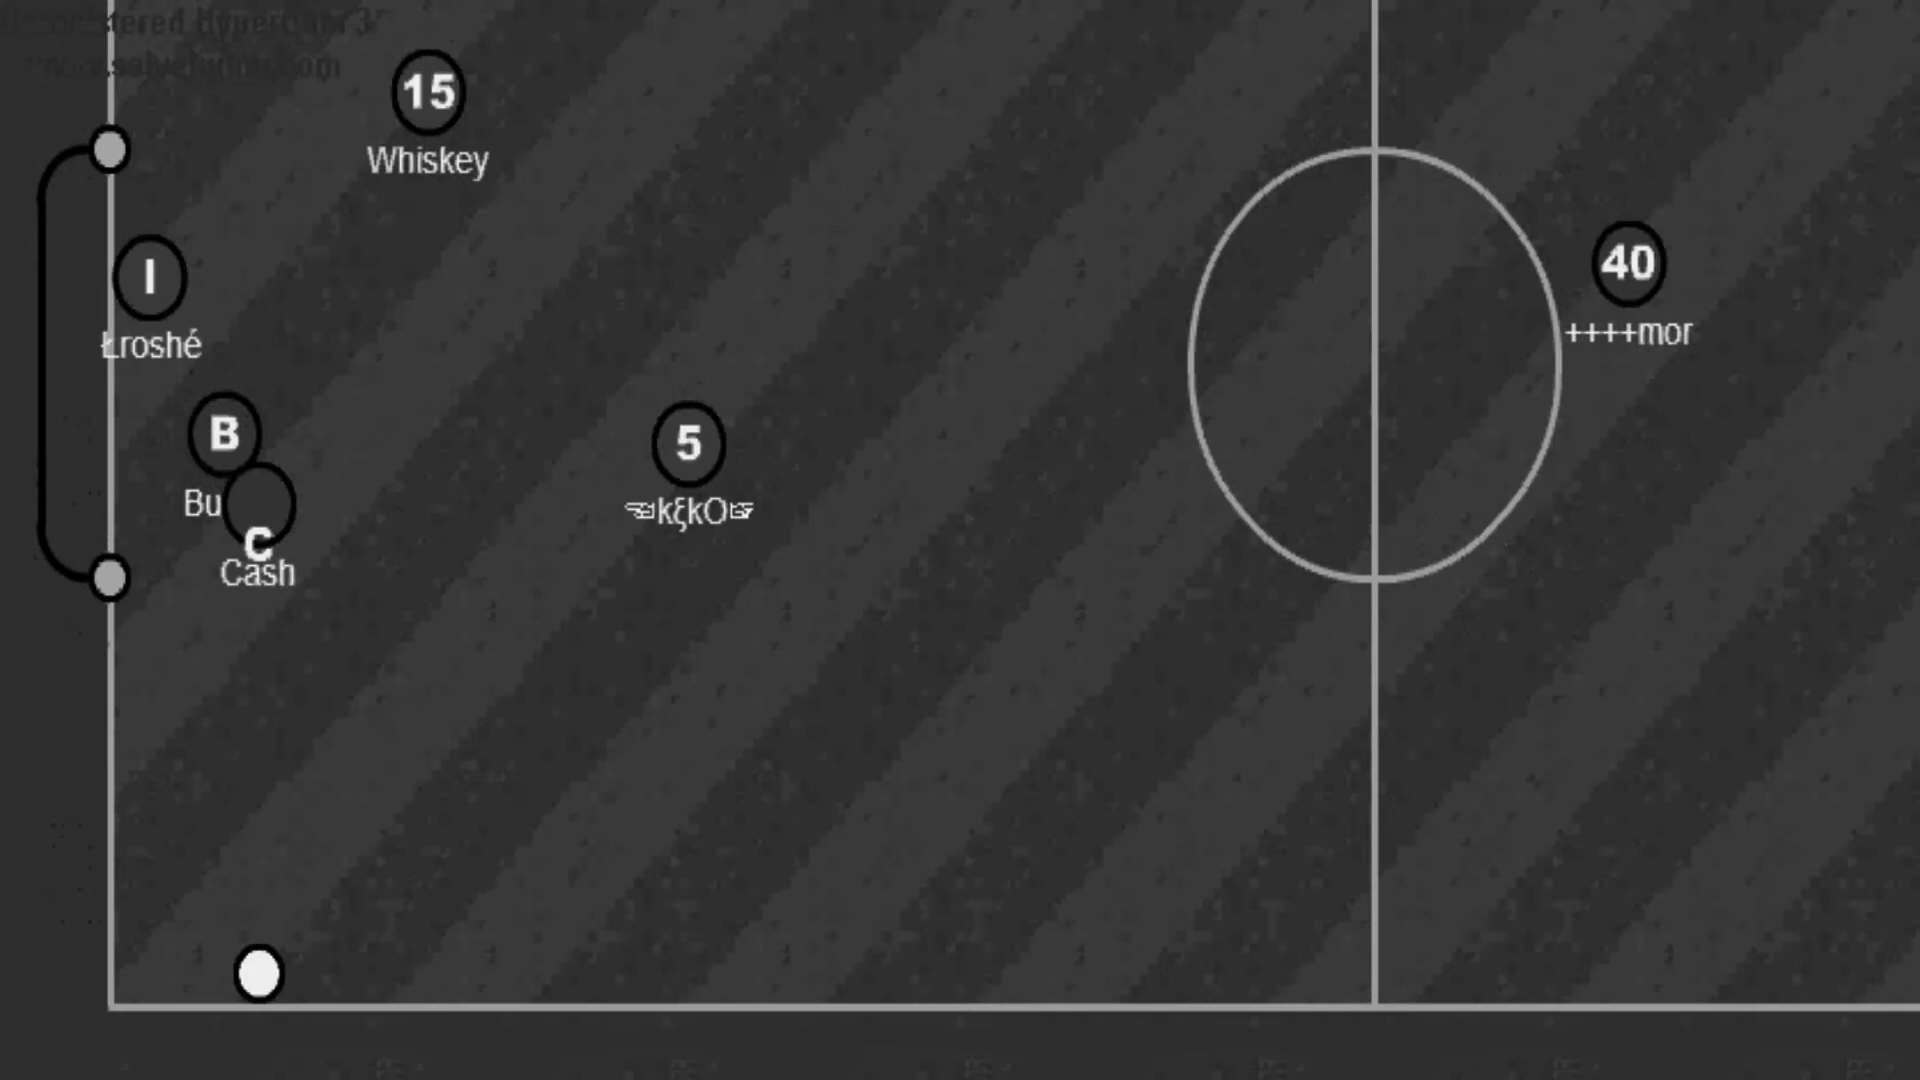 15
Whiskey
I
Łroshé
40
++++mor
B
Bu
C
Cash
5
☜kξkO☞